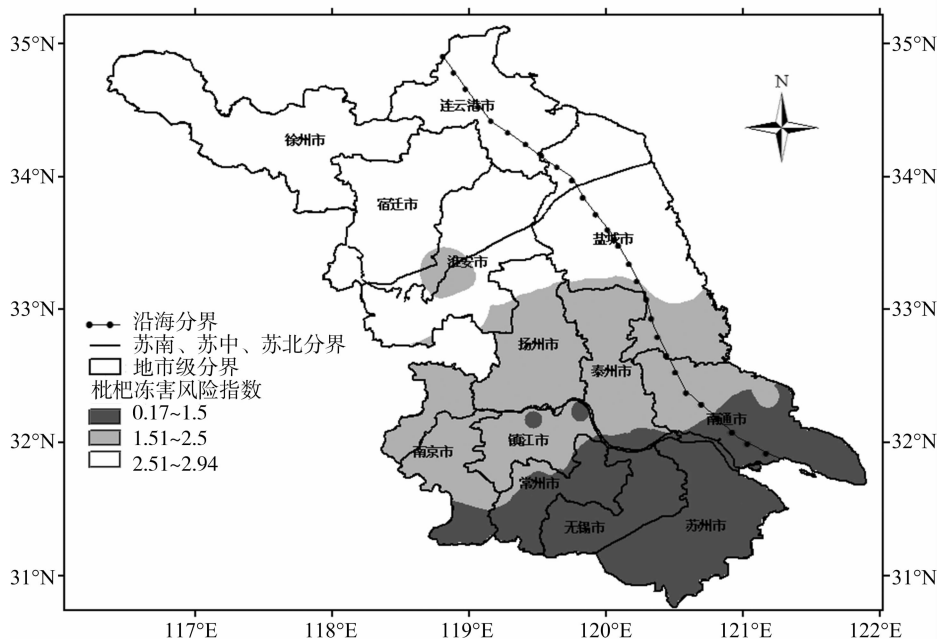 35°N
35°N
N
连云港市
徐州市
34°N
34°N
宿迁市
盐城市
淮安市
33°N
33°N
沿海分界
苏南、苏中、苏北分界
扬州市
地市级分界
泰州市
枇杷冻害风险指数
0.17~1.5
南通市
1.51~2.5
32°N
32°N
镇江市
南京市
2.51~2.94
常州市
无锡市
苏州市
31°N
31°N
117°E
118°E
119°E
120°E
121°E
122°E